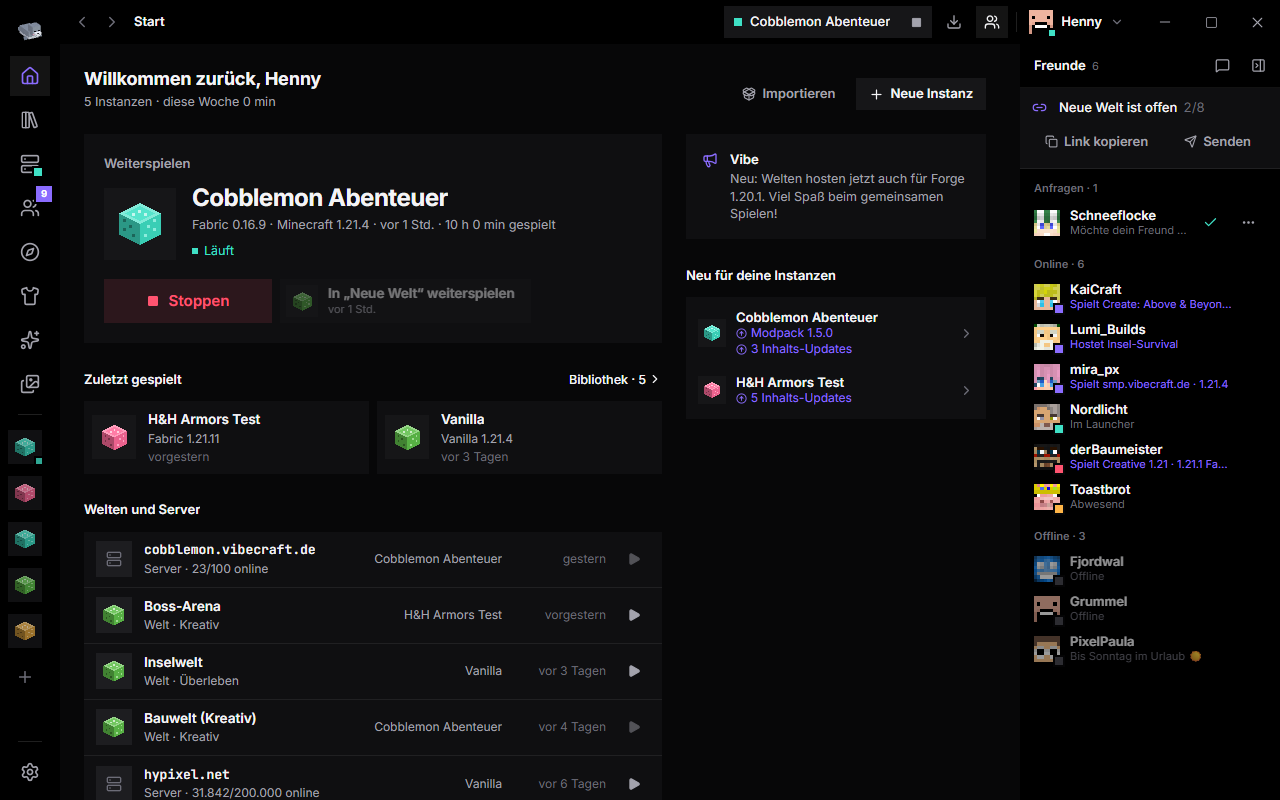 Start
Cobblemon Abenteuer
Henny
Willkommen zurück, Henny
5 Instanzen · diese Woche 0 min
Importieren
Neue Instanz
Weiterspielen
Cobblemon Abenteuer
Fabric 0.16.9 · Minecraft 1.21.4 · vor 1 Std. · 10 h 0 min gespielt
Läuft
Stoppen
In „Neue Welt“ weiterspielen
vor 1 Std.
Zuletzt gespielt
Bibliothek · 5
H&H Armors Test
Fabric 1.21.11
vorgestern
Vanilla
Vanilla 1.21.4
vor 3 Tagen
Welten und Server
cobblemon.vibecraft.de
Server · 23/100 online
Cobblemon Abenteuer
gestern
Boss-Arena
Welt · Kreativ
H&H Armors Test
vorgestern
Inselwelt
Welt · Überleben
Vanilla
vor 3 Tagen
Bauwelt (Kreativ)
Welt · Kreativ
Cobblemon Abenteuer
vor 4 Tagen
hypixel.net
Server · 31.842/200.000 online
Vanilla
vor 6 Tagen
Vibe
Neu: Welten hosten jetzt auch für Forge
1.20.1. Viel Spaß beim gemeinsamen
Spielen!
Neu für deine Instanzen
Cobblemon Abenteuer
Modpack 1.5.0
3 Inhalts-Updates
H&H Armors Test
5 Inhalts-Updates
9
Freunde 6
Neue Welt ist offen 2/8
Link kopieren
Senden
Anfragen · 1
Schneeflocke
Möchte dein Freund ...
Online · 6
KaiCraft
Spielt Create: Above & Beyon...
Lumi_Builds
Hostet Insel-Survival
mira_px
Spielt smp.vibecraft.de · 1.21.4
Nordlicht
Im Launcher
derBaumeister
Spielt Creative 1.21 · 1.21.1 Fa...
Toastbrot
Abwesend
Offline · 3
Fjordwal
Offline
Grummel
Offline
PixelPaula
Bis Sonntag im Urlaub